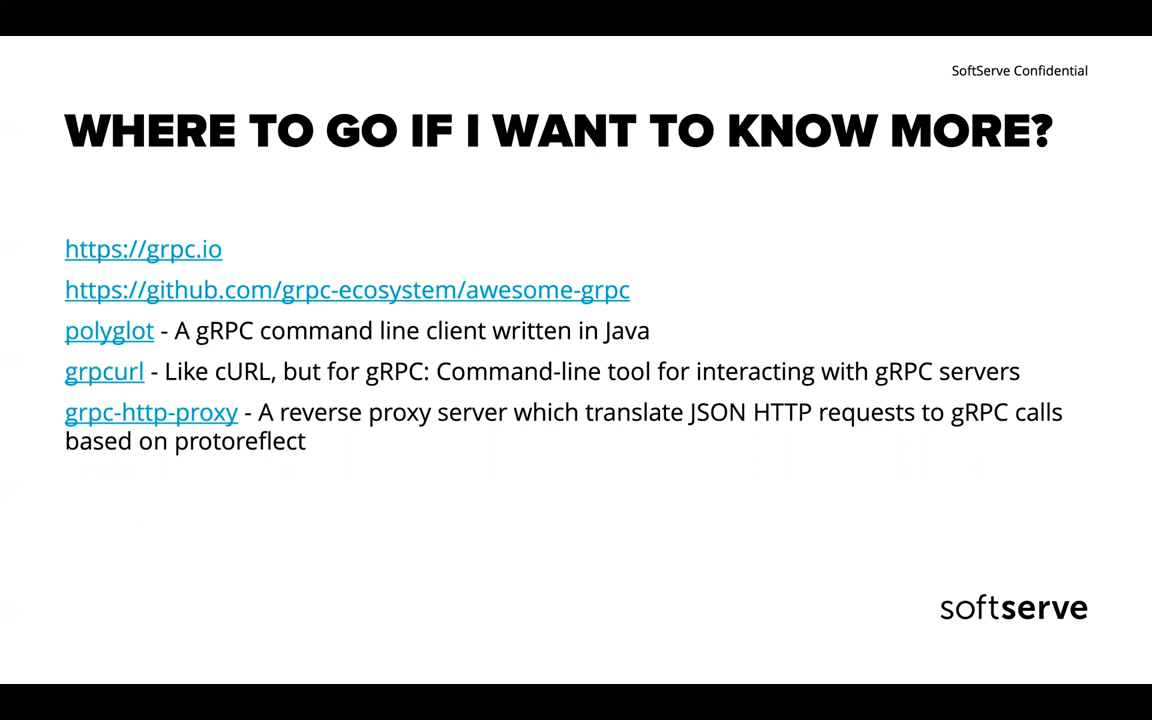 SoftServe Confidential
WHERE TO GO IF I WANT TO KNOW MORE?
https://grpc.io
https://github.com/grpc-ecosystem/awesome-grpc
polyglot - A gRPC command line client written in Java
grpcurl - Like cURL, but for gRPC: Command-line tool for interacting with gRPC servers
grpc-http-proxy - A reverse proxy server which translate JSON HTTP requests to gRPC calls
based on protoreflect
softserve